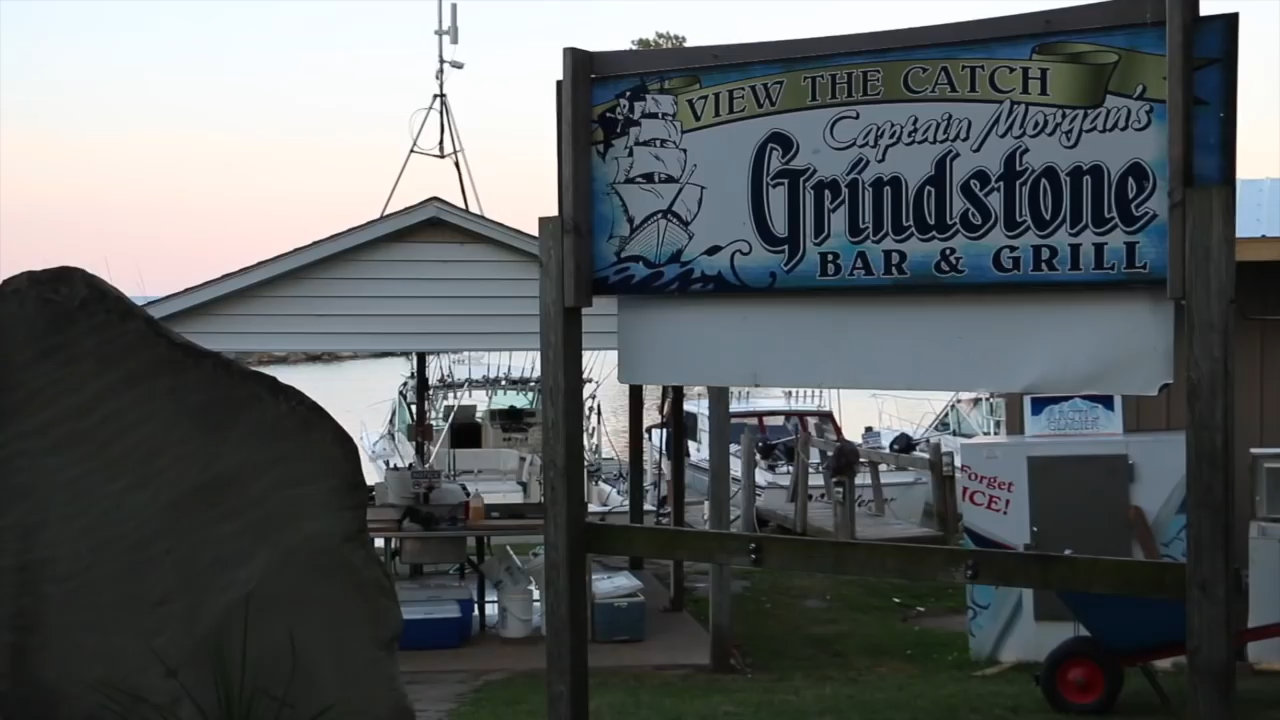 VIEW THE CATCH
Captain Morgan's
Grindstone
BAR & GRILL
ARCTIC
GLACIER
Forget
ICE!